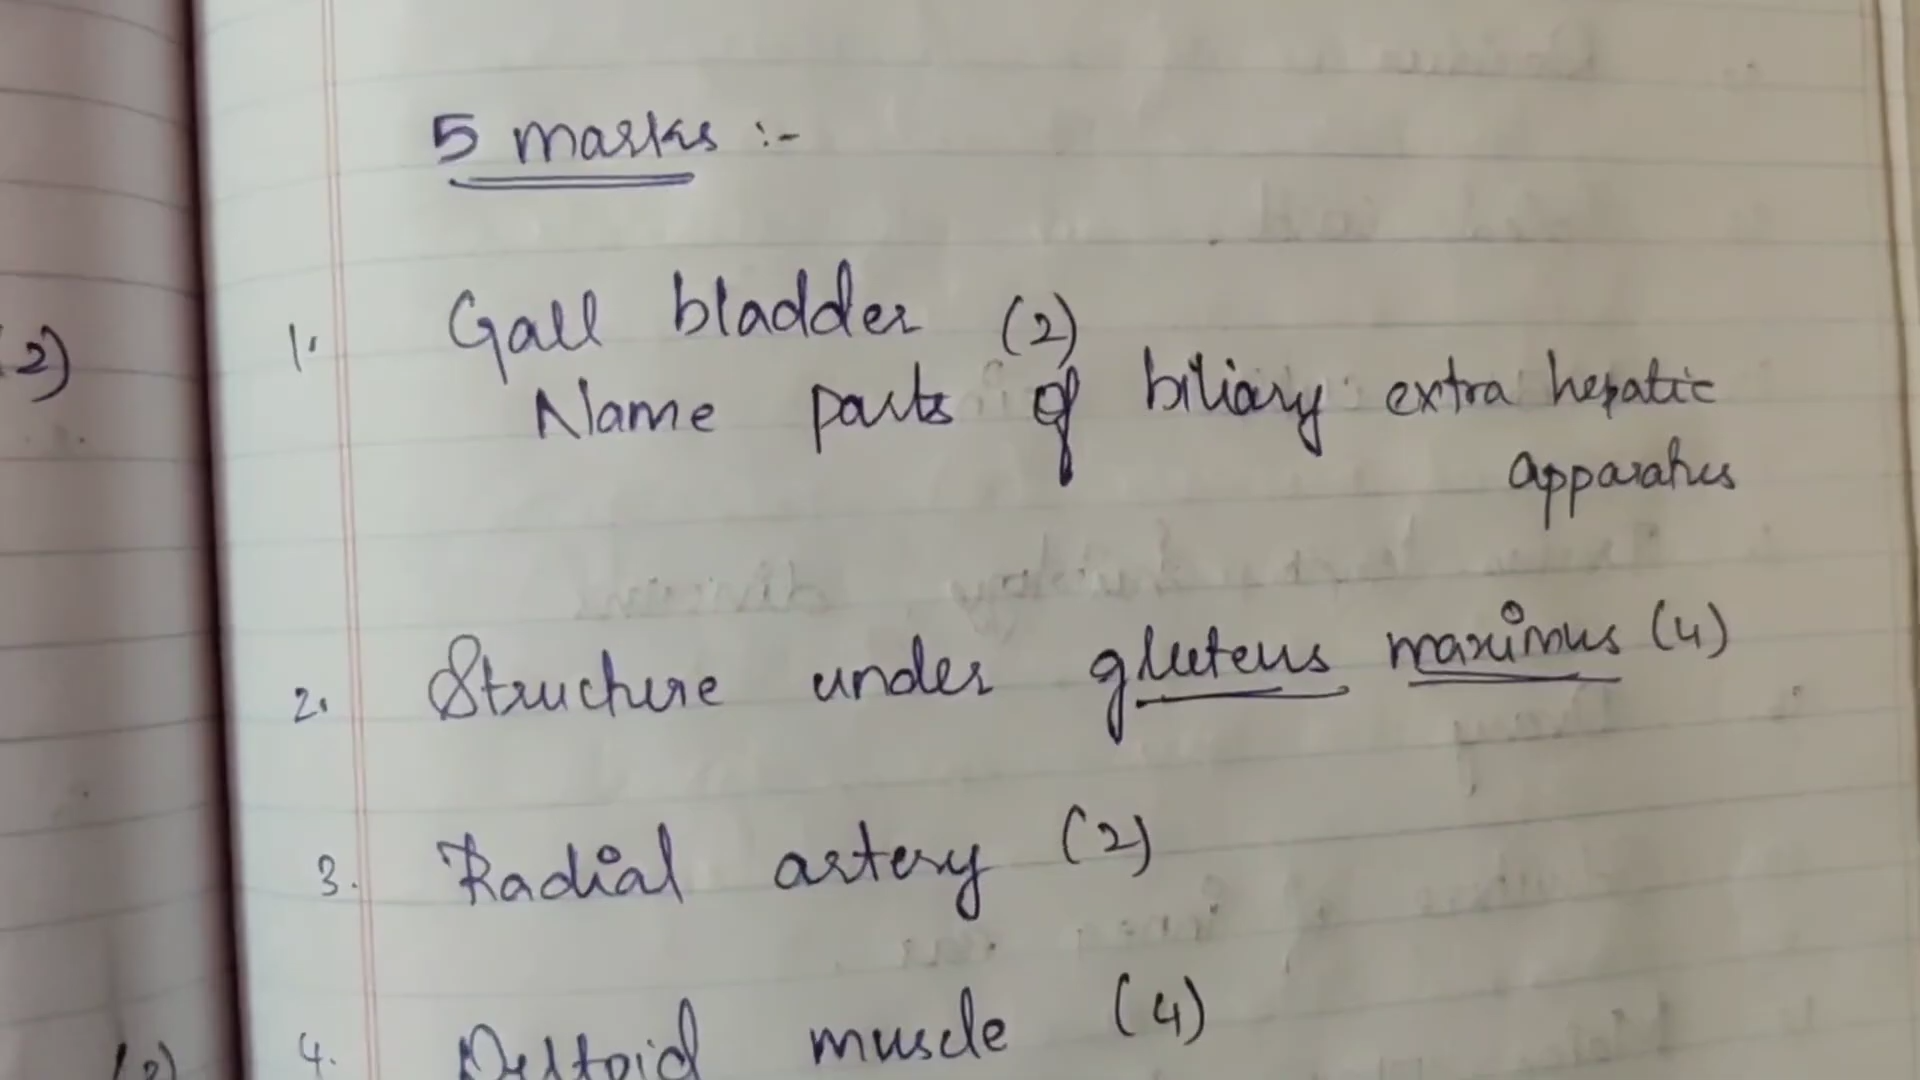 5 marks :-
2)
1. Gall bladder (2)
Name parts of biliary extra hepatic
apparatus
2. Structure under gluteus maximus (4)
3. Radial artery (2)
4. Deltoid muscle (4)